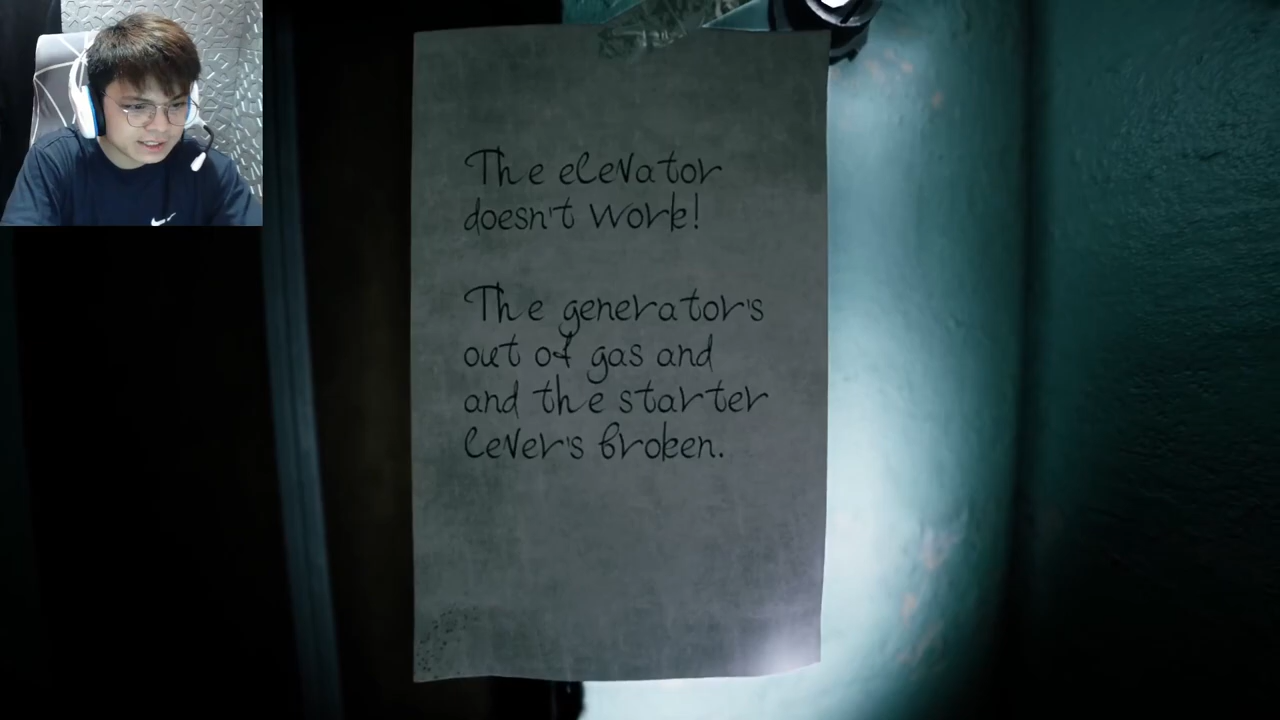 The elevator
doesn't work!
The generator's
out of gas and
and the starter
lever's broken.